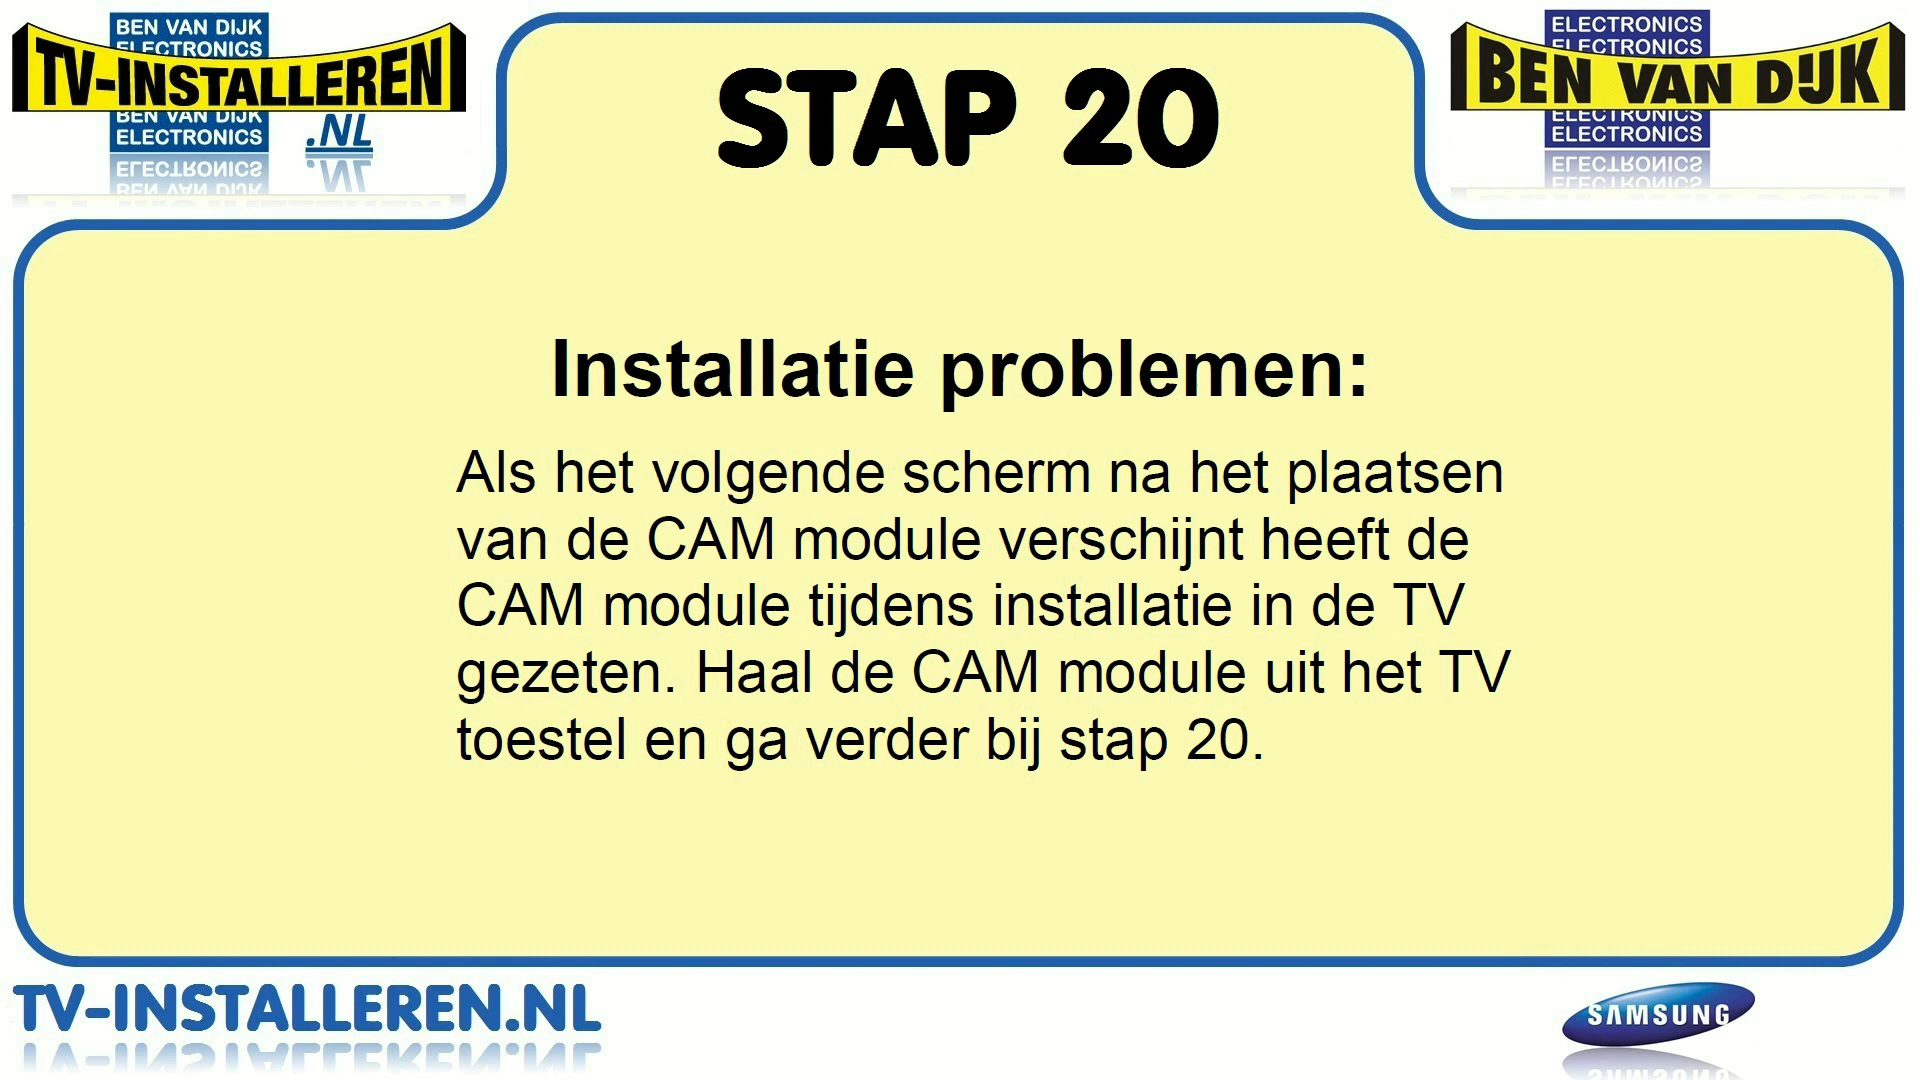 BEN VAN DIJK
ELECTRONICS
TV-INSTALLEREN
BEN VAN DIJK
ELECTRONICS
.NL
STAP 20
ELECTRONICS
ELECTRONICS
BEN VAN DIJK
ELECTRONICS
ELECTRONICS
Installatie problemen:
Als het volgende scherm na het plaatsen
van de CAM module verschijnt heeft de
CAM module tijdens installatie in de TV
gezeten. Haal de CAM module uit het TV
toestel en ga verder bij stap 20.
TV-INSTALLEREN.NL
SAMSUNG